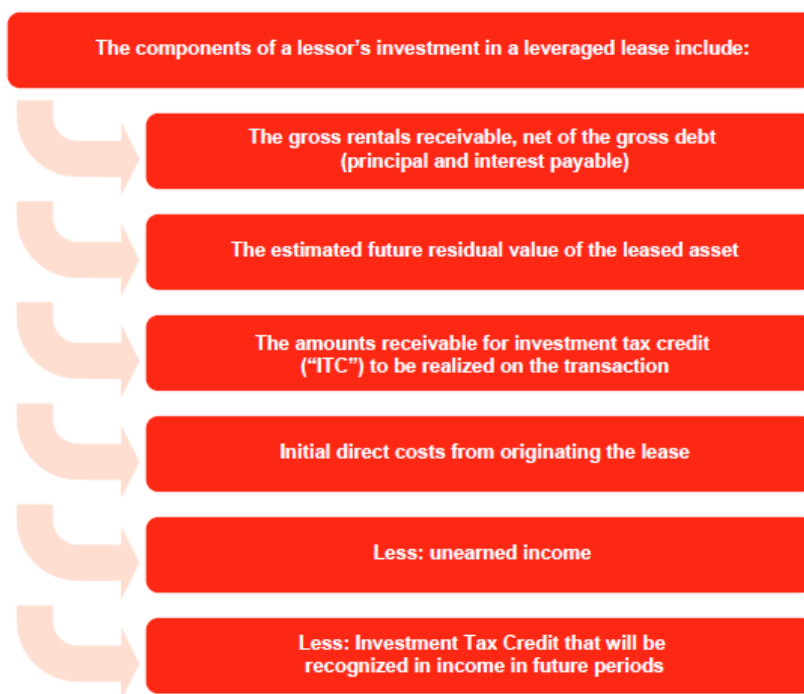 The components of a lessor’s investment in a leveraged lease include:
The gross rentals receivable, net of the gross debt
(principal and interest payable)
The estimated future residual value of the leased asset
The amounts receivable for investment tax credit
(“ITC”) to be realized on the transaction
Initial direct costs from originating the lease
Less: unearned income
Less: Investment Tax Credit that will be
recognized in income in future periods